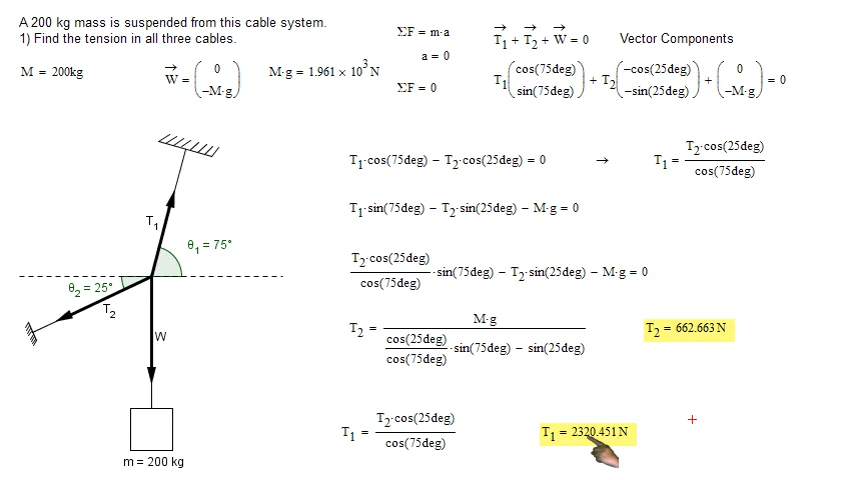 A 200 kg mass is suspended from this cable system.
1) Find the tension in all three cables.
M = 200kg
W = ( 0 −M·g )
M·g = 1.961 × 10³ N
ΣF = m·a
a = 0
ΣF = 0
T₁ + T₂ + W = 0 Vector Components
T₁ ( cos(75deg) sin(75deg) ) + T₂ ( −cos(25deg) −sin(25deg) ) + ( 0 −M·g ) = 0
T₁·cos(75deg) − T₂·cos(25deg) = 0 → T₁ = T₂·cos(25deg) / cos(75deg)
T₁·sin(75deg) − T₂·sin(25deg) − M·g = 0
T₂·cos(25deg) / cos(75deg) ·sin(75deg) − T₂·sin(25deg) − M·g = 0
T₂ = M·g / ( cos(25deg) / cos(75deg) ·sin(75deg) − sin(25deg) ) T₂ = 662.663 N
T₁ = T₂·cos(25deg) / cos(75deg) T₁ = 2320.451 N
+
T₁
θ₁ = 75°
θ₂ = 25°
T₂
W
m = 200 kg